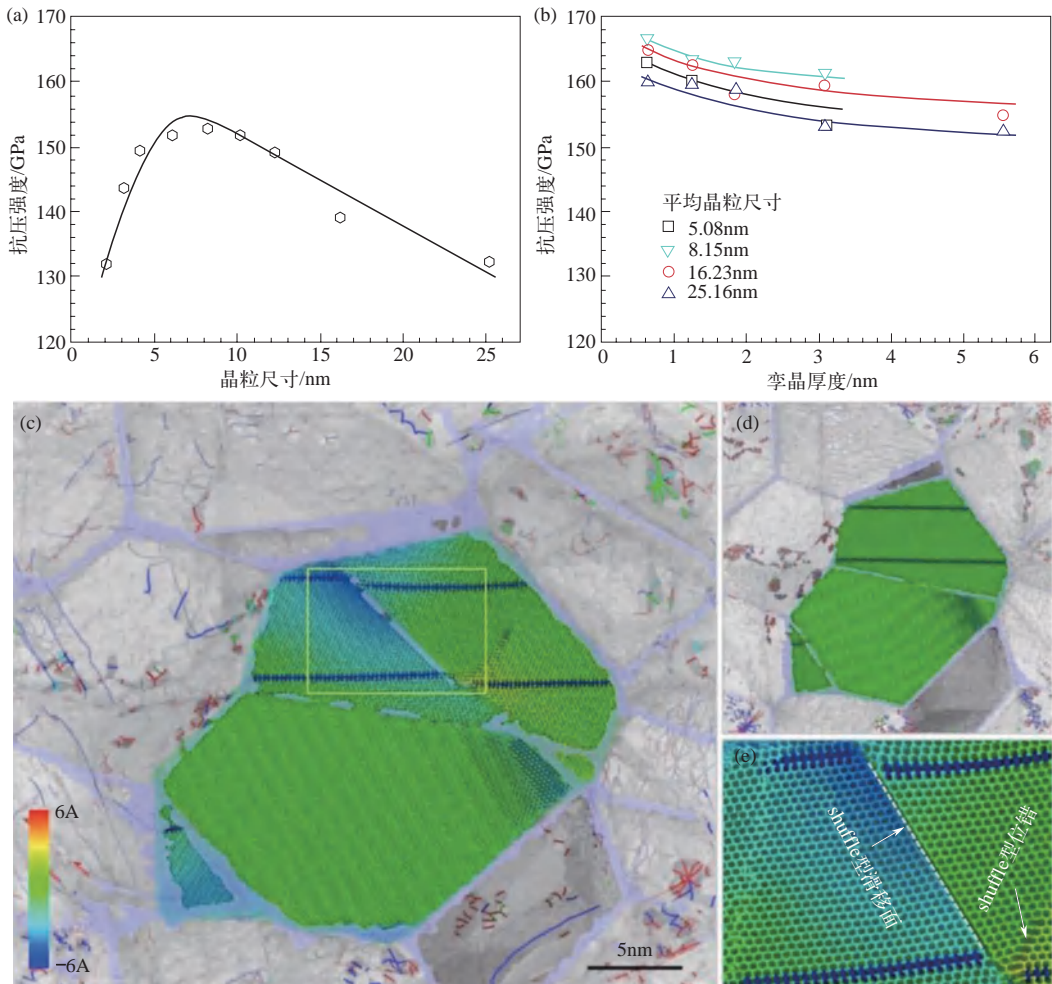 (a)
170
160
150
140
130
120
抗压强度/GPa
0
5
10
15
20
25
晶粒尺寸/nm
(b)
170
160
150
140
130
120
抗压强度/GPa
平均晶粒尺寸
5.08nm
8.15nm
16.23nm
25.16nm
0
1
2
3
4
5
6
孪晶厚度/nm
(c)
6A
−6A
5nm
(d)
(e)
shuffle型滑移面
shuffle型位错